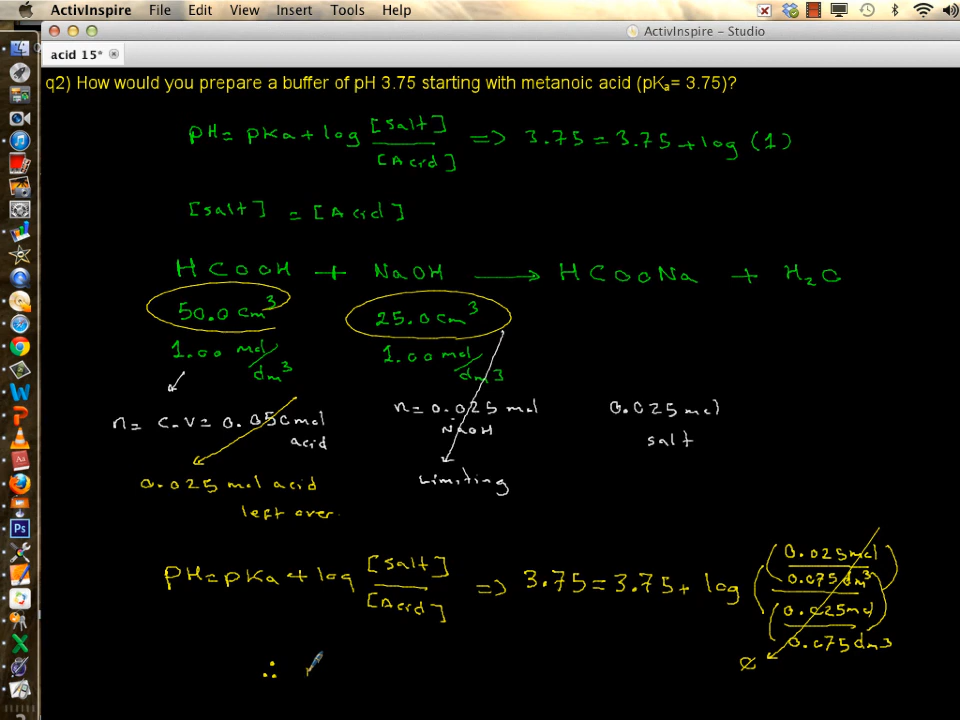 ActivInspire File Edit View Insert Tools Help
ActivInspire – Studio
acid 15*
q2) How would you prepare a buffer of pH 3.75 starting with metanoic acid (pKₐ= 3.75)?
pH = pKa + log [salt] / [Acid] => 3.75 = 3.75 + log (1)
[salt] = [Acid]
HCOOH + NaOH → HCOONa + H₂O
50.0 cm³ 25.0 cm³
1.00 mol/dm³ 1.00 mol/dm³
n = c.v = 0.050 mol acid n = 0.025 mol NaOH 0.025 mol salt
0.025 mol acid left over. Limiting
pH = pKa + log [salt] / [Acid] => 3.75 = 3.75 + log ((0.025mol / 0.075 dm³) / (0.025mol / 0.075 dm3))
∴